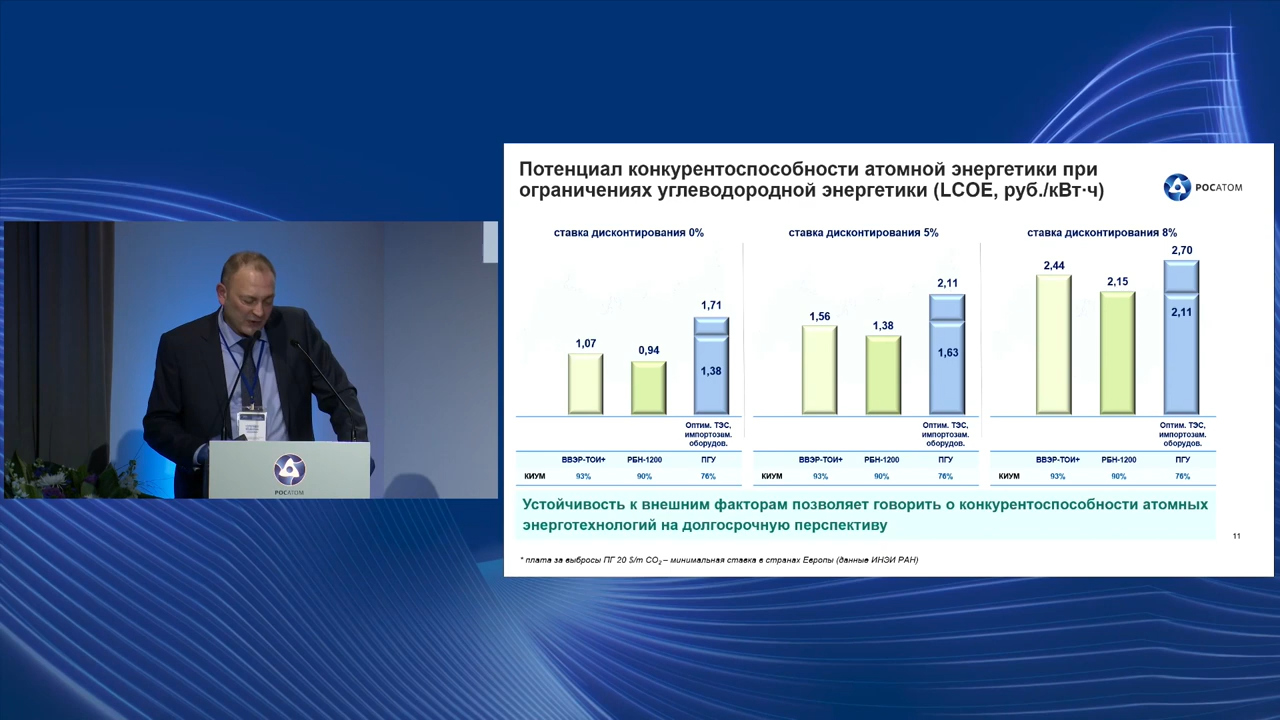 Потенциал конкурентоспособности атомной энергетики при
ограничениях углеводородной энергетики (LCOE, руб./кВт·ч)
РОСАТОМ
ставка дисконтирования 0%
1,07
0,94
1,71
1,38
Оптим. ТЭС,
импортозам.
оборудов.
ВВЭР-ТОИ+ РБН-1200 ПГУ
КИУМ 93% 90% 76%
ставка дисконтирования 5%
1,56
1,38
2,11
1,63
Оптим. ТЭС,
импортозам.
оборудов.
ВВЭР-ТОИ+ РБН-1200 ПГУ
КИУМ 93% 90% 76%
ставка дисконтирования 8%
2,44
2,15
2,70
2,11
Оптим. ТЭС,
импортозам.
оборудов.
ВВЭР-ТОИ+ РБН-1200 ПГУ
КИУМ 93% 90% 76%
Устойчивость к внешним факторам позволяет говорить о конкурентоспособности атомных
энерготехнологий на долгосрочную перспективу
11
* плата за выбросы ПГ 20 $/т CO₂ – минимальная ставка в странах Европы (данные ИНЭИ РАН)
РОСАТОМ